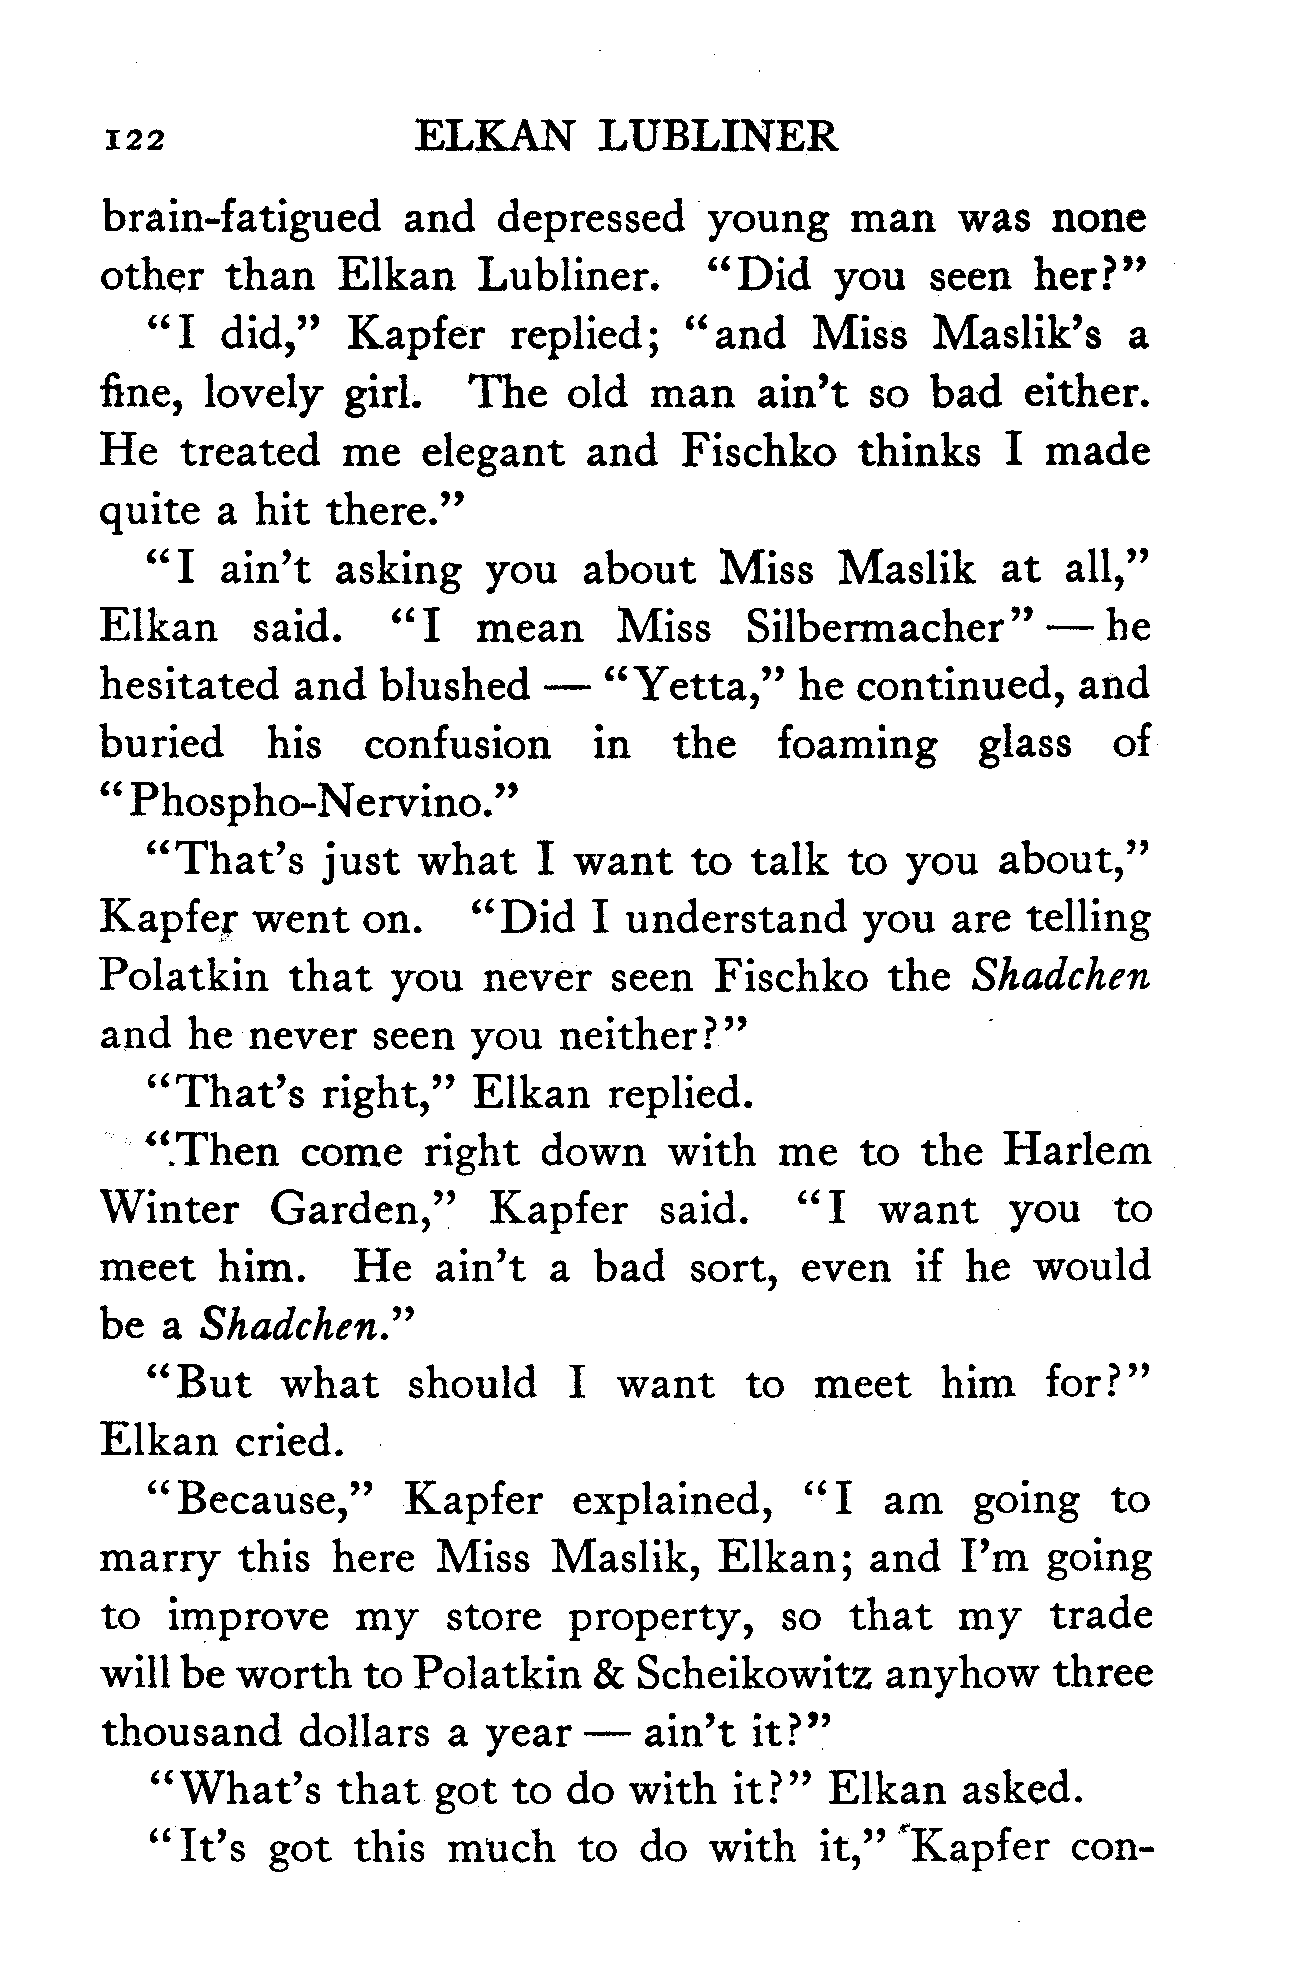 122 ELKAN LUBLINER
brain-fatigued and depressed young man was none
other than Elkan Lubliner. “Did you seen her?”
“I did,” Kapfer replied; “and Miss Maslik’s a
fine, lovely girl. The old man ain’t so bad either.
He treated me elegant and Fischko thinks I made
quite a hit there.”
“I ain’t asking you about Miss Maslik at all,”
Elkan said. “I mean Miss Silbermacher” — he
hesitated and blushed — “Yetta,” he continued, and
buried his confusion in the foaming glass of
“Phospho-Nervino.”
“That’s just what I want to talk to you about,”
Kapfer went on. “Did I understand you are telling
Polatkin that you never seen Fischko the Shadchen
and he never seen you neither?”
“That’s right,” Elkan replied.
“Then come right down with me to the Harlem
Winter Garden,” Kapfer said. “I want you to
meet him. He ain’t a bad sort, even if he would
be a Shadchen.”
“But what should I want to meet him for?”
Elkan cried.
“Because,” Kapfer explained, “I am going to
marry this here Miss Maslik, Elkan; and I’m going
to improve my store property, so that my trade
will be worth to Polatkin & Scheikowitz anyhow three
thousand dollars a year — ain’t it?”
“What’s that got to do with it?” Elkan asked.
“It’s got this much to do with it,” Kapfer con-